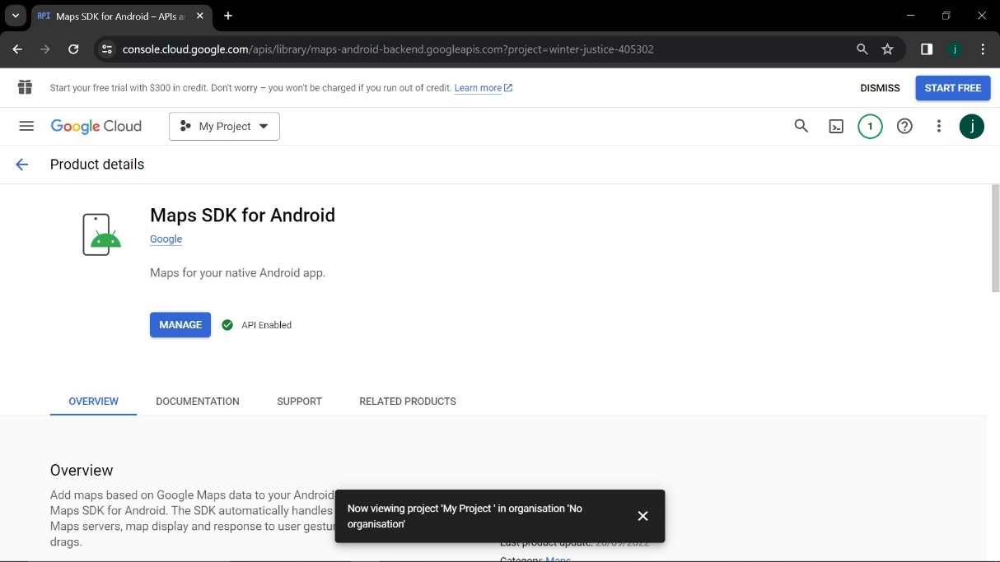 API Maps SDK for Android – APIs a
console.cloud.google.com/apis/library/maps-android-backend.googleapis.com?project=winter-justice-405302
j
Start your free trial with $300 in credit. Don't worry – you won't be charged if you run out of credit. Learn more
DISMISS
START FREE
Google Cloud
My Project
1
j
Product details
Maps SDK for Android
Google
Maps for your native Android app.
MANAGE
API Enabled
OVERVIEW
DOCUMENTATION
SUPPORT
RELATED PRODUCTS
Overview
Add maps based on Google Maps data to your Android
Maps SDK for Android. The SDK automatically handles
Maps servers, map display and response to user gestu
drags.
Now viewing project 'My Project ' in organisation 'No
organisation'
Last product update: 28/09/2022
Category: Maps